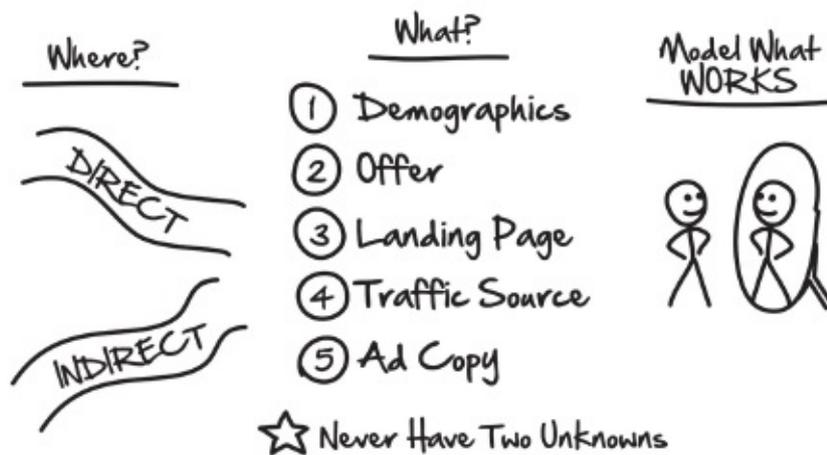 Where?
DIRECT
INDIRECT
What?
1 Demographics
2 Offer
3 Landing Page
4 Traffic Source
5 Ad Copy
Never Have Two Unknowns
Model What
WORKS